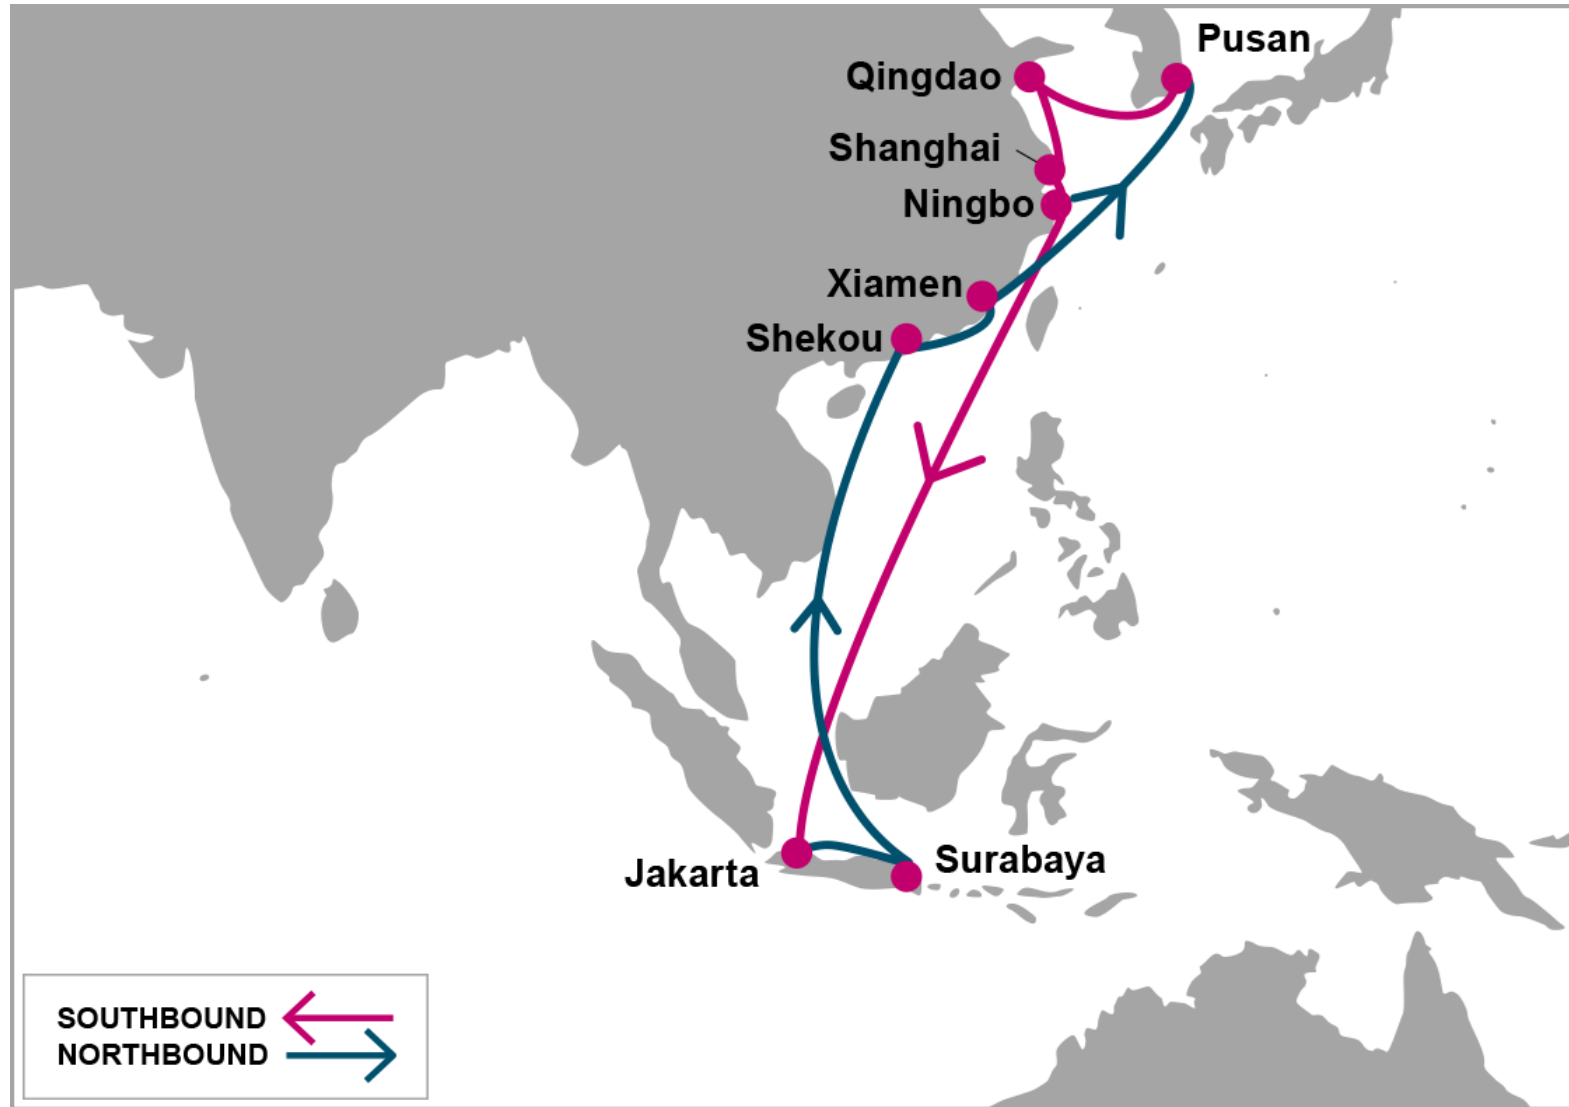 Pusan
Qingdao
Shanghai
Ningbo
Xiamen
Shekou
Surabaya
Jakarta
SOUTHBOUND
NORTHBOUND